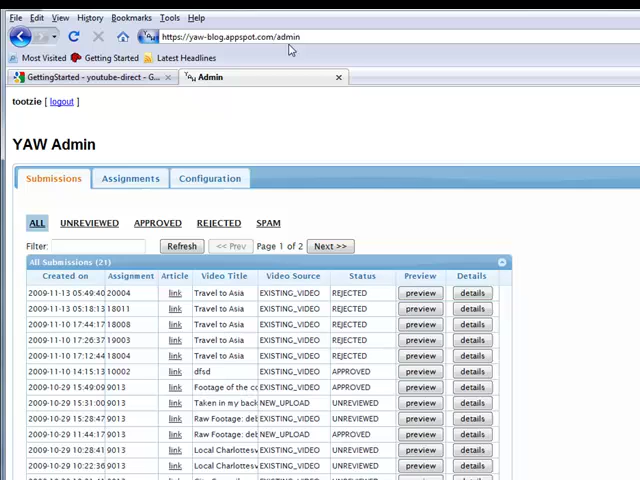 File Edit View History Bookmarks Tools Help
https://yaw-blog.appspot.com/admin
Most Visited Getting Started Latest Headlines
GettingStarted - youtube-direct - G... Admin
tootzie [ logout ]
YAW Admin
Submissions Assignments Configuration
ALL UNREVIEWED APPROVED REJECTED SPAM
Filter: Refresh << Prev Page 1 of 2 Next >>
All Submissions (21)
Created on Assignment Article Video Title Video Source Status Preview Details
2009-11-13 05:49:40 20004 link Travel to Asia EXISTING_VIDEO REJECTED preview details
2009-11-13 05:18:13 18011 link Travel to Asia EXISTING_VIDEO REJECTED preview details
2009-11-10 17:44:17 18008 link Travel to Asia EXISTING_VIDEO REJECTED preview details
2009-11-10 17:26:37 19003 link Travel to Asia EXISTING_VIDEO REJECTED preview details
2009-11-10 17:12:44 18004 link Travel to Asia EXISTING_VIDEO REJECTED preview details
2009-11-10 14:15:13 10002 link dfsd EXISTING_VIDEO APPROVED preview details
2009-10-29 15:49:09 9013 link Footage of the co EXISTING_VIDEO APPROVED preview details
2009-10-29 15:31:00 9013 link Taken in my back NEW_UPLOAD UNREVIEWED preview details
2009-10-29 15:28:47 9013 link Raw Footage: deb EXISTING_VIDEO UNREVIEWED preview details
2009-10-29 11:44:17 9013 link Raw Footage: deb NEW_UPLOAD APPROVED preview details
2009-10-29 10:28:41 9013 link Local Charlottesv EXISTING_VIDEO UNREVIEWED preview details
2009-10-29 10:22:36 9013 link Local Charlottesv EXISTING_VIDEO UNREVIEWED preview details